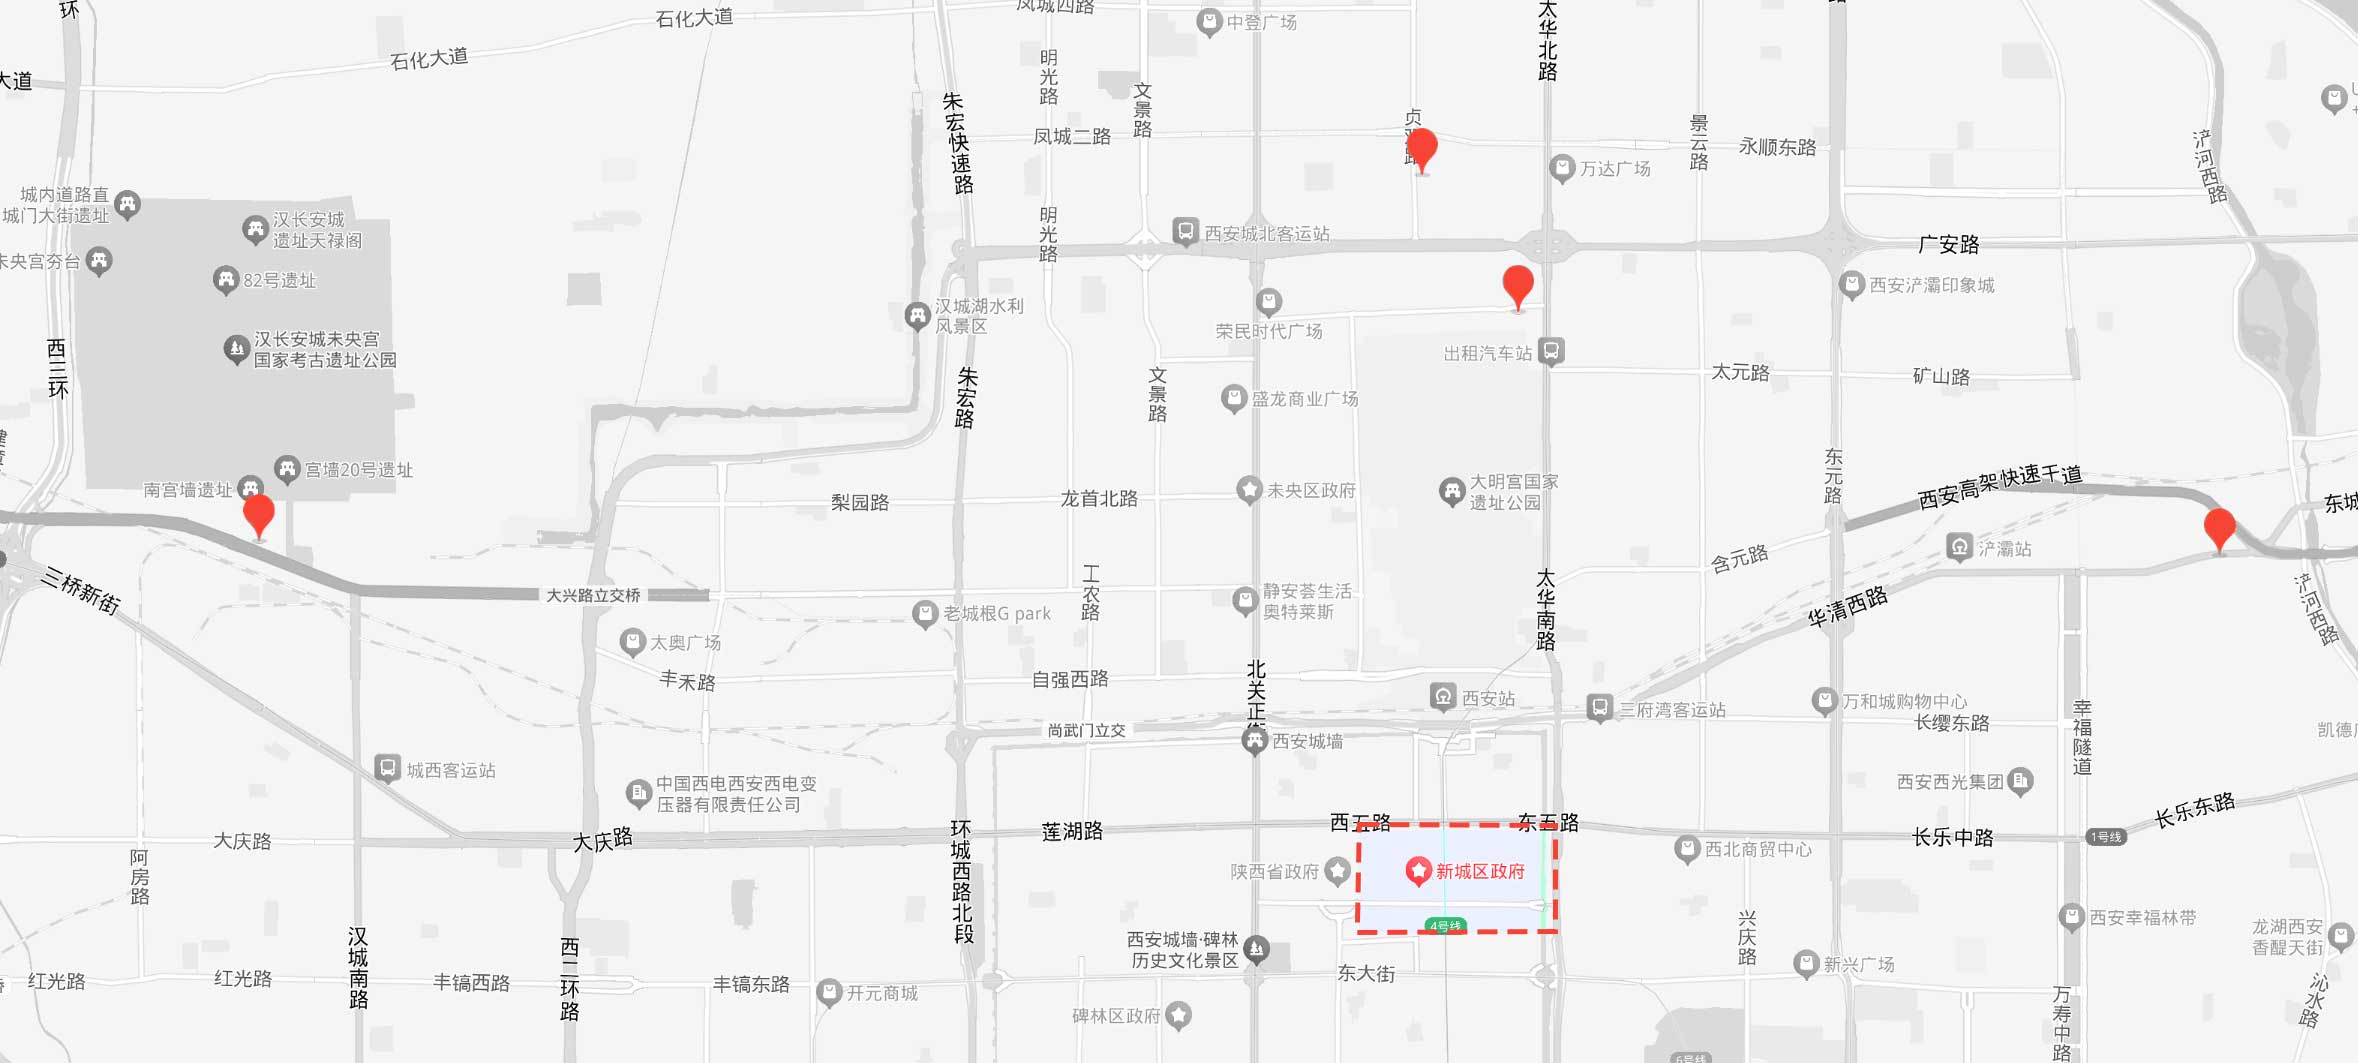 环
石化大道
凤城四路
中登广场
太华北路
石化大道
大道
明光路
文景路
朱宏快速路
凤城二路
景云路
永顺东路
万达广场
浐河西路
城内道路直
城门大街遗址
汉长安城
遗址天禄阁
未央宫夯台
82号遗址
明光路
西安城北客运站
广安路
西安浐灞印象城
汉城湖水利
风景区
荣民时代广场
汉长安城未央宫
国家考古遗址公园
西三环
出租汽车站
太元路
矿山路
朱宏路
文景路
盛龙商业广场
宫墙20号遗址
南宫墙遗址
梨园路
龙首北路
未央区政府
大明宫国家
遗址公园
东元路
西安高架快速干道
东城
浐灞站
含元路
三桥新街
大兴路立交桥
工农路
静安荟生活
奥特莱斯
太华南路
华清西路
浐河西路
老城根G park
太奥广场
丰禾路
自强西路
北关正街
西安站
三府湾客运站
万和城购物中心
长缨东路
幸福隧道
凯德
尚武门立交
西安城墙
城西客运站
中国西电西安西电变
压器有限责任公司
西安西光集团
长乐东路
大庆路
大庆路
环城西路北段
莲湖路
西五路
东五路
长乐中路
1号线
西北商贸中心
阿房路
陕西省政府
新城区政府
4号线
西安幸福林带
兴庆路
汉城南路
西二环路
西安城墙·碑林
历史文化景区
龙湖西安
香醍天街
红光路
红光路
丰镐西路
丰镐东路
开元商城
东大街
新兴广场
沁水路
碑林区政府
万寿中路
6号线